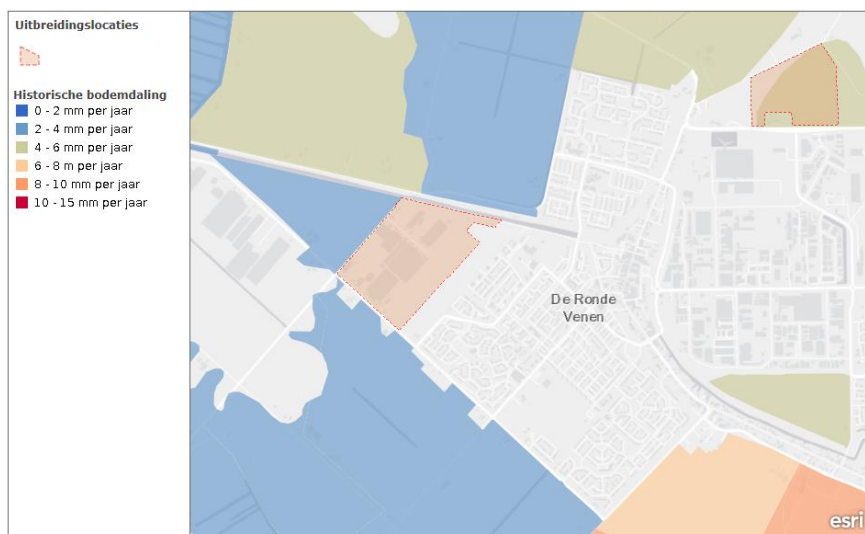 Uitbreidingslocaties
Historische bodemdaling
0 - 2 mm per jaar
2 - 4 mm per jaar
4 - 6 mm per jaar
6 - 8 m per jaar
8 - 10 mm per jaar
10 - 15 mm per jaar
De Ronde
Venen
esri